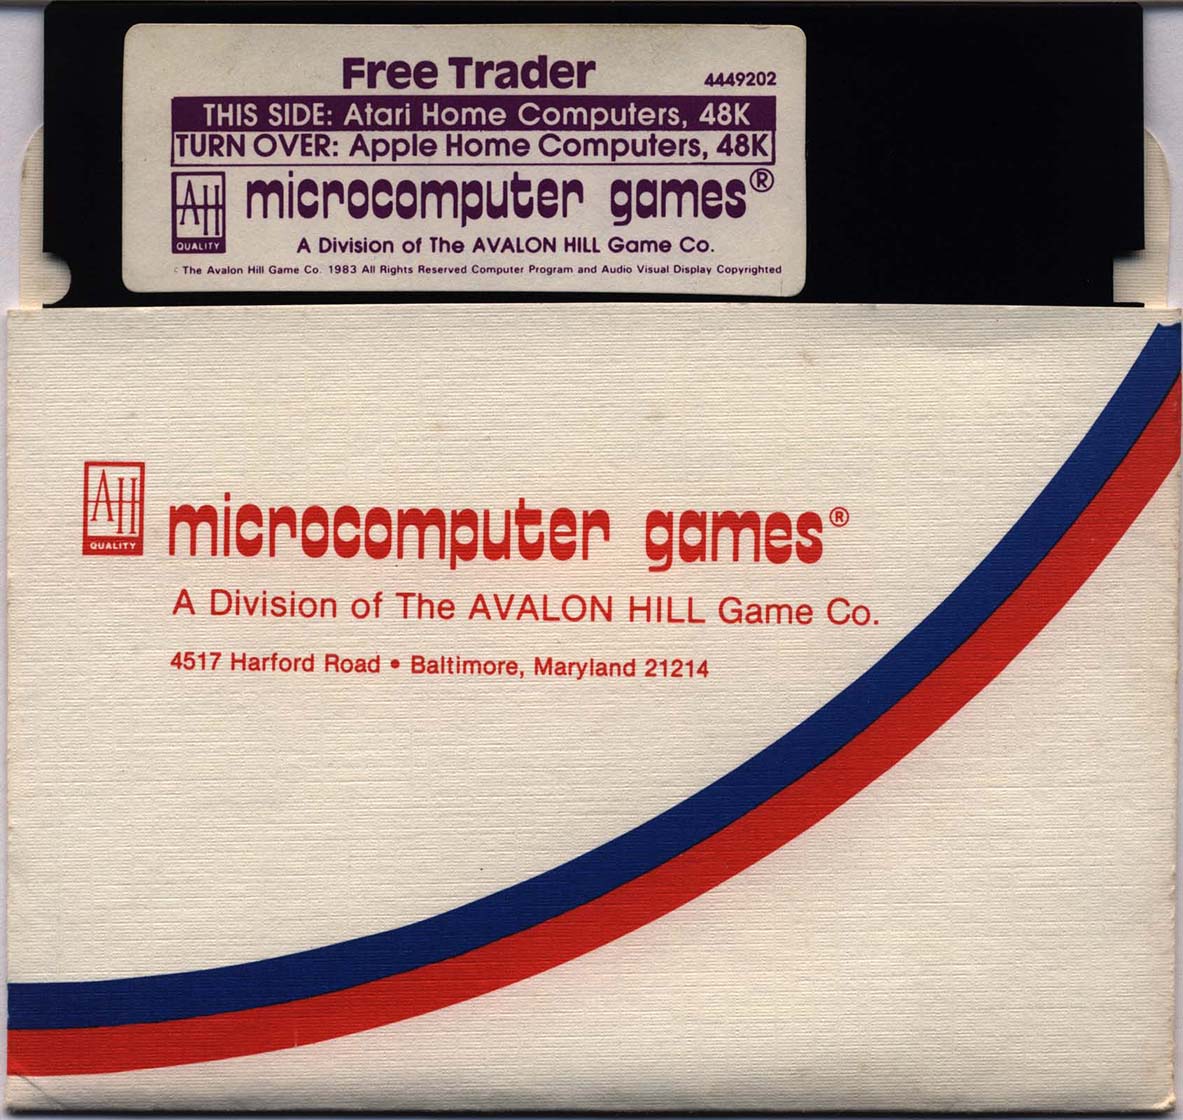 Free Trader 4449202
THIS SIDE: Atari Home Computers, 48K
TURN OVER: Apple Home Computers, 48K
AH
QUALITY
microcomputer games®
A Division of The AVALON HILL Game Co.
© The Avalon Hill Game Co. 1983 All Rights Reserved Computer Program and Audio Visual Display Copyrighted
AH
QUALITY
microcomputer games®
A Division of The AVALON HILL Game Co.
4517 Harford Road • Baltimore, Maryland 21214